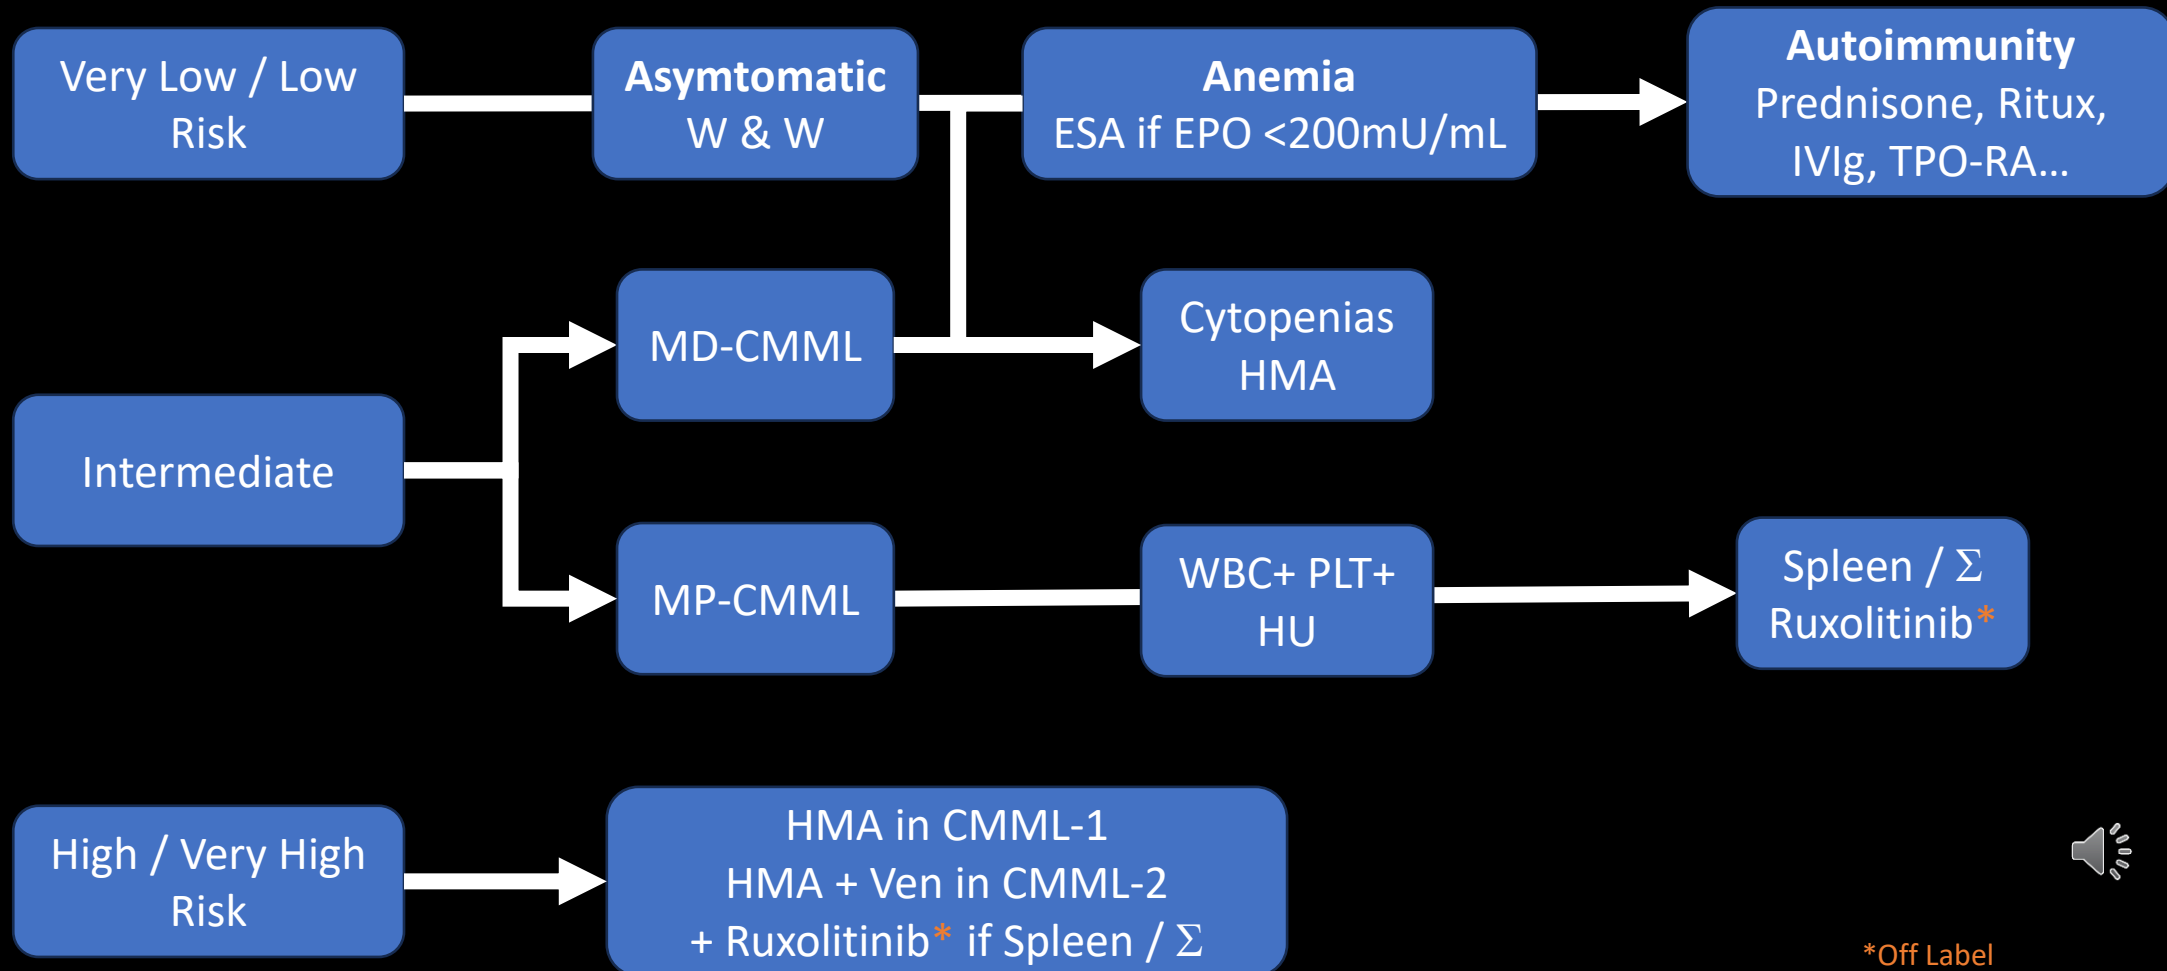 Very Low / Low
Risk
Asymtomatic
W & W
Anemia
ESA if EPO <200mU/mL
Autoimmunity
Prednisone, Ritux,
IVIg, TPO-RA...
Intermediate
MD-CMML
Cytopenias
HMA
MP-CMML
WBC+ PLT+
HU
Spleen / Σ
Ruxolitinib*
High / Very High
Risk
HMA in CMML-1
HMA + Ven in CMML-2
+ Ruxolitinib* if Spleen / Σ
*Off Label